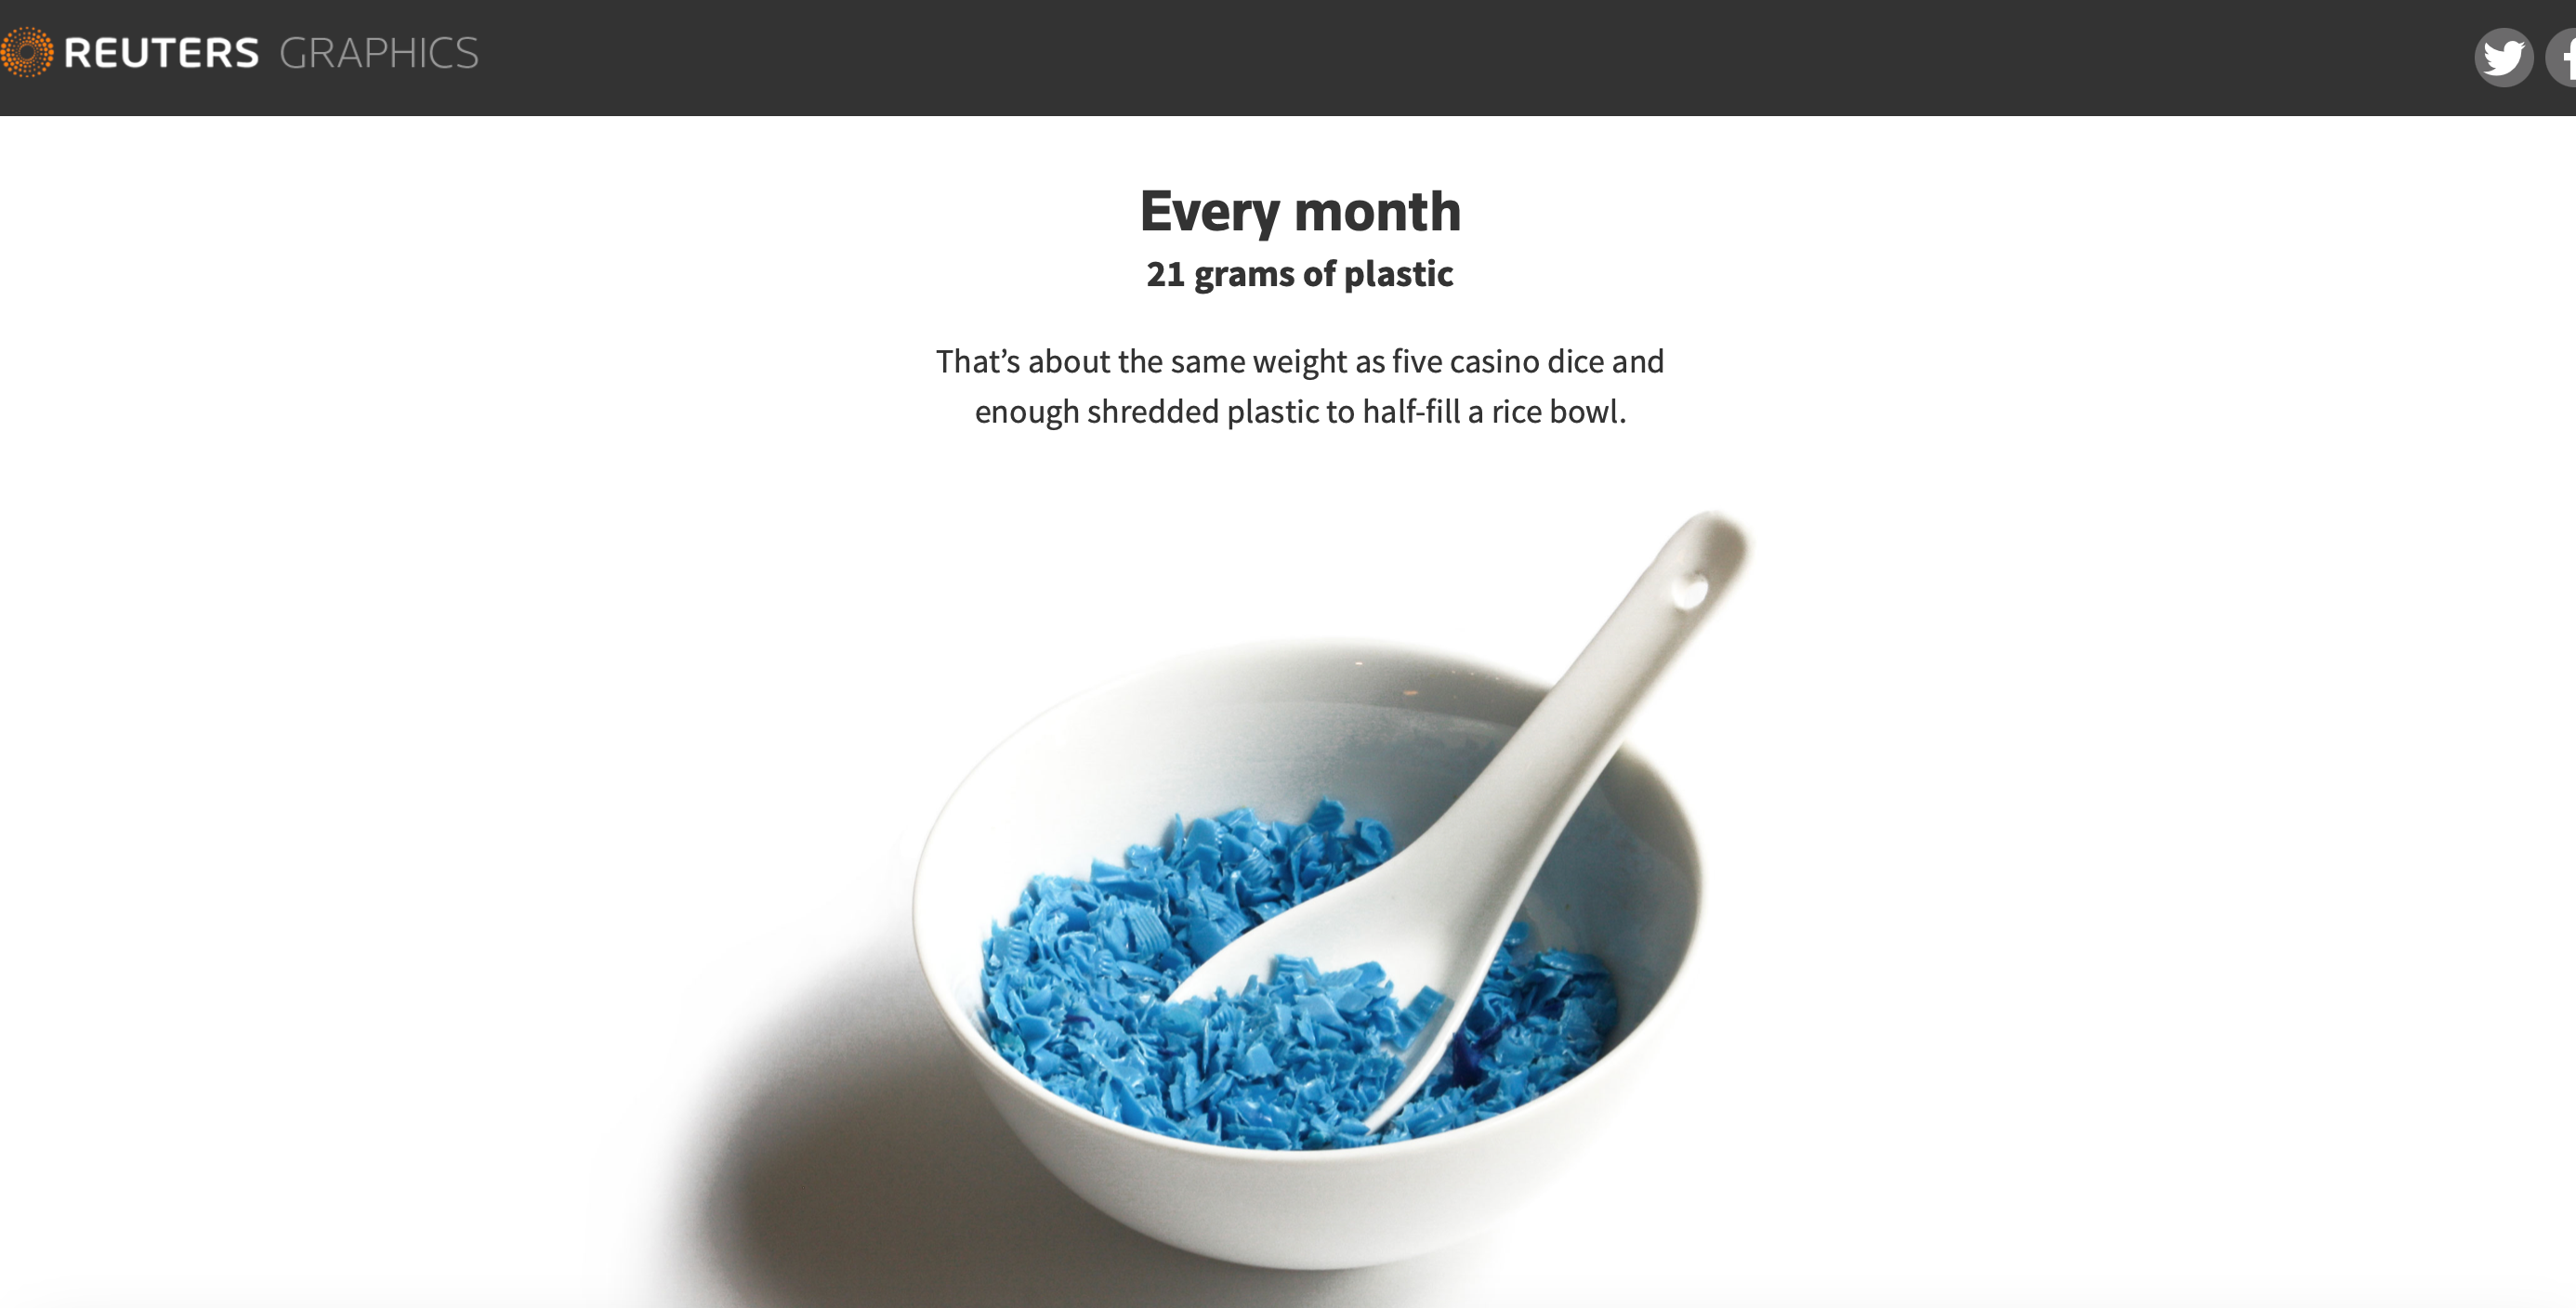 REUTERS GRAPHICS
Every month
21 grams of plastic
That’s about the same weight as five casino dice and
enough shredded plastic to half-fill a rice bowl.